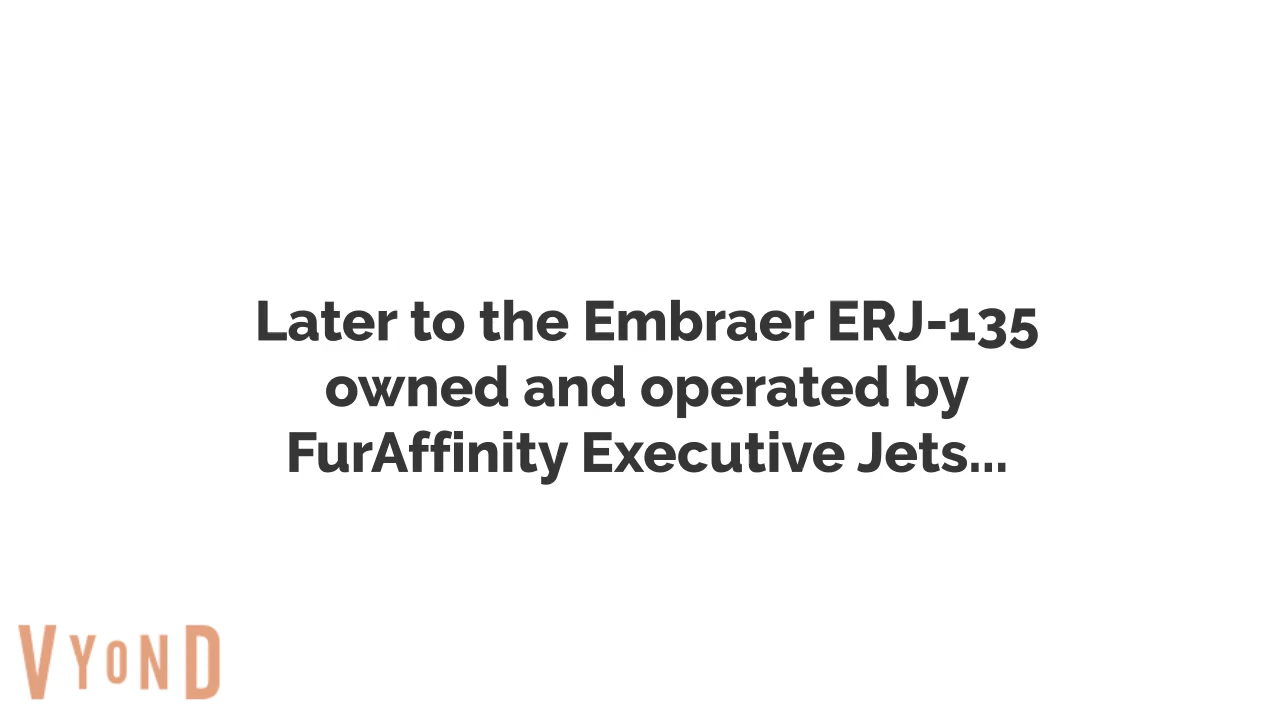 Later to the Embraer ERJ-135
owned and operated by
FurAffinity Executive Jets...
VYOND